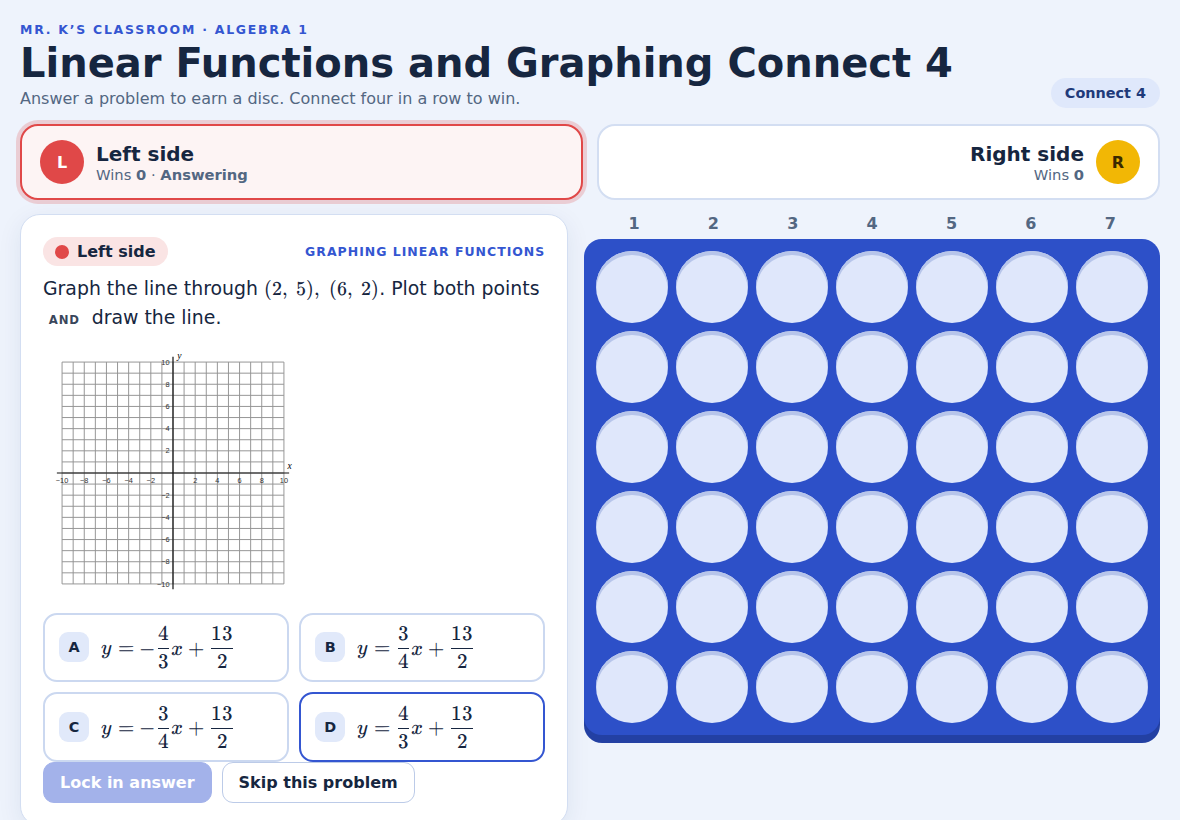 MR. K'S CLASSROOM · ALGEBRA 1
Linear Functions and Graphing Connect 4
Answer a problem to earn a disc. Connect four in a row to win.
Connect 4
L
Left side
Wins 0 · Answering
Right side
Wins 0
R
Left side
GRAPHING LINEAR FUNCTIONS
Graph the line through (2, 5), (6, 2). Plot both points
AND draw the line.
y
10
8
6
4
2
x
−10 −8 −6 −4 −2 2 4 6 8 10
−2
−4
−6
−8
−10
A y = −4/3x + 13/2
B y = 3/4x + 13/2
C y = −3/4x + 13/2
D y = 4/3x + 13/2
Lock in answer
Skip this problem
1 2 3 4 5 6 7